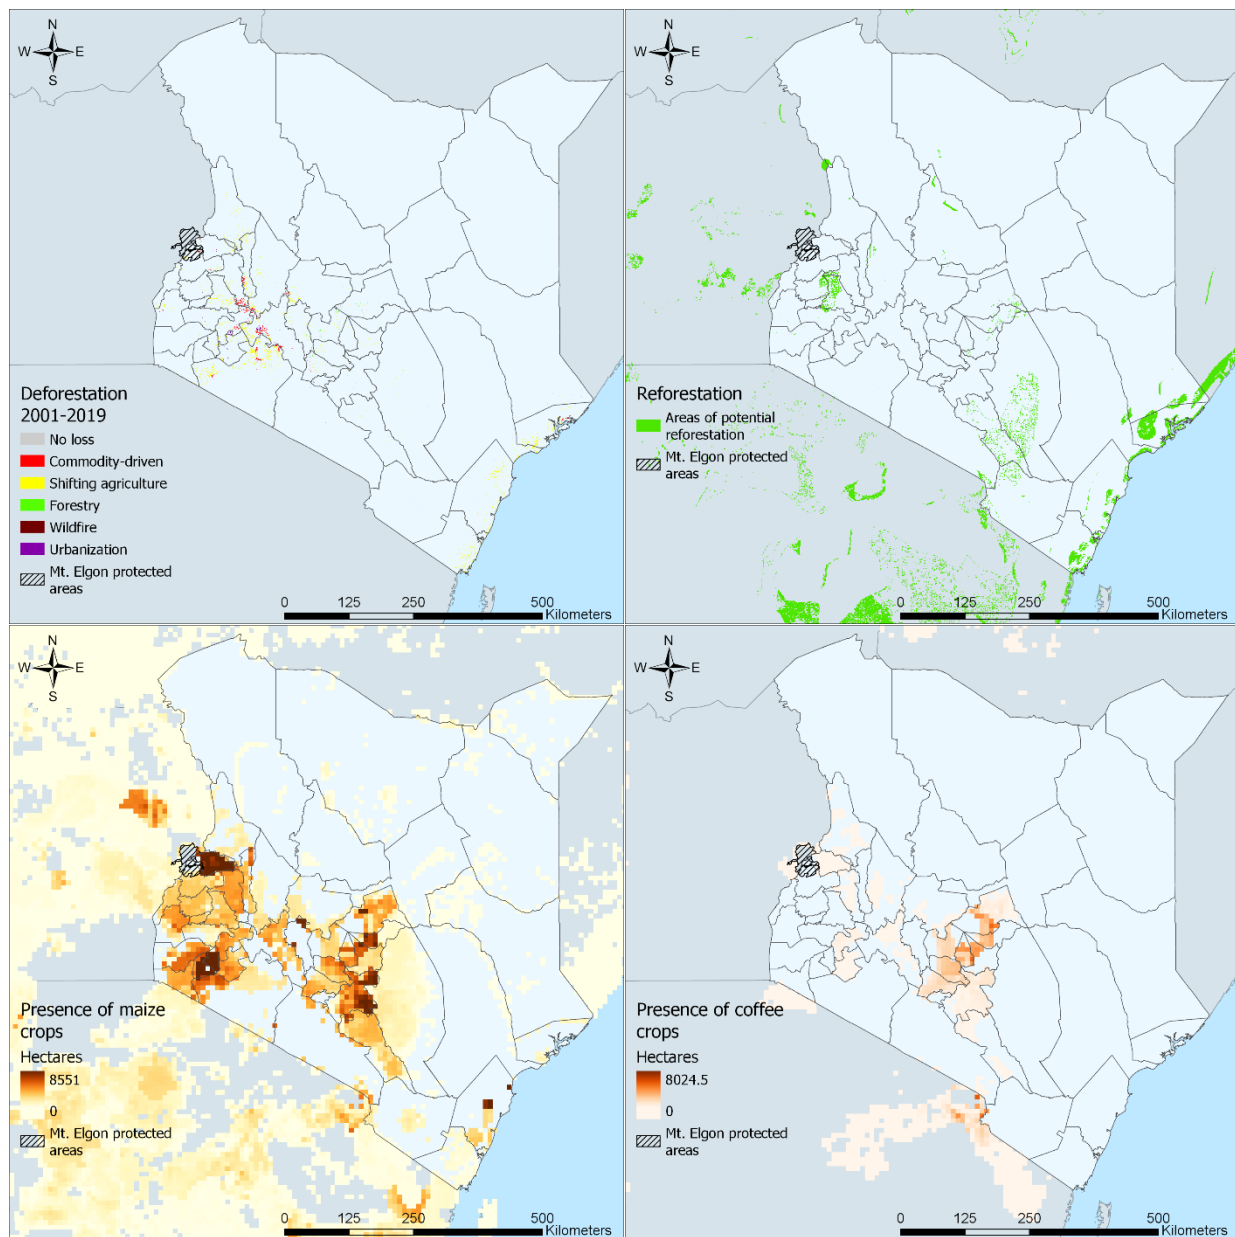 N
W E
S
Deforestation
2001-2019
No loss
Commodity-driven
Shifting agriculture
Forestry
Wildfire
Urbanization
Mt. Elgon protected
areas
0 125 250 500
Kilometers
N
W E
S
Reforestation
Areas of potential
reforestation
Mt. Elgon protected
areas
0 125 250 500
Kilometers
N
W E
S
Presence of maize
crops
Hectares
8551
0
Mt. Elgon protected
areas
0 125 250 500
Kilometers
N
W E
S
Presence of coffee
crops
Hectares
8024.5
0
Mt. Elgon protected
areas
0 125 250 500
Kilometers